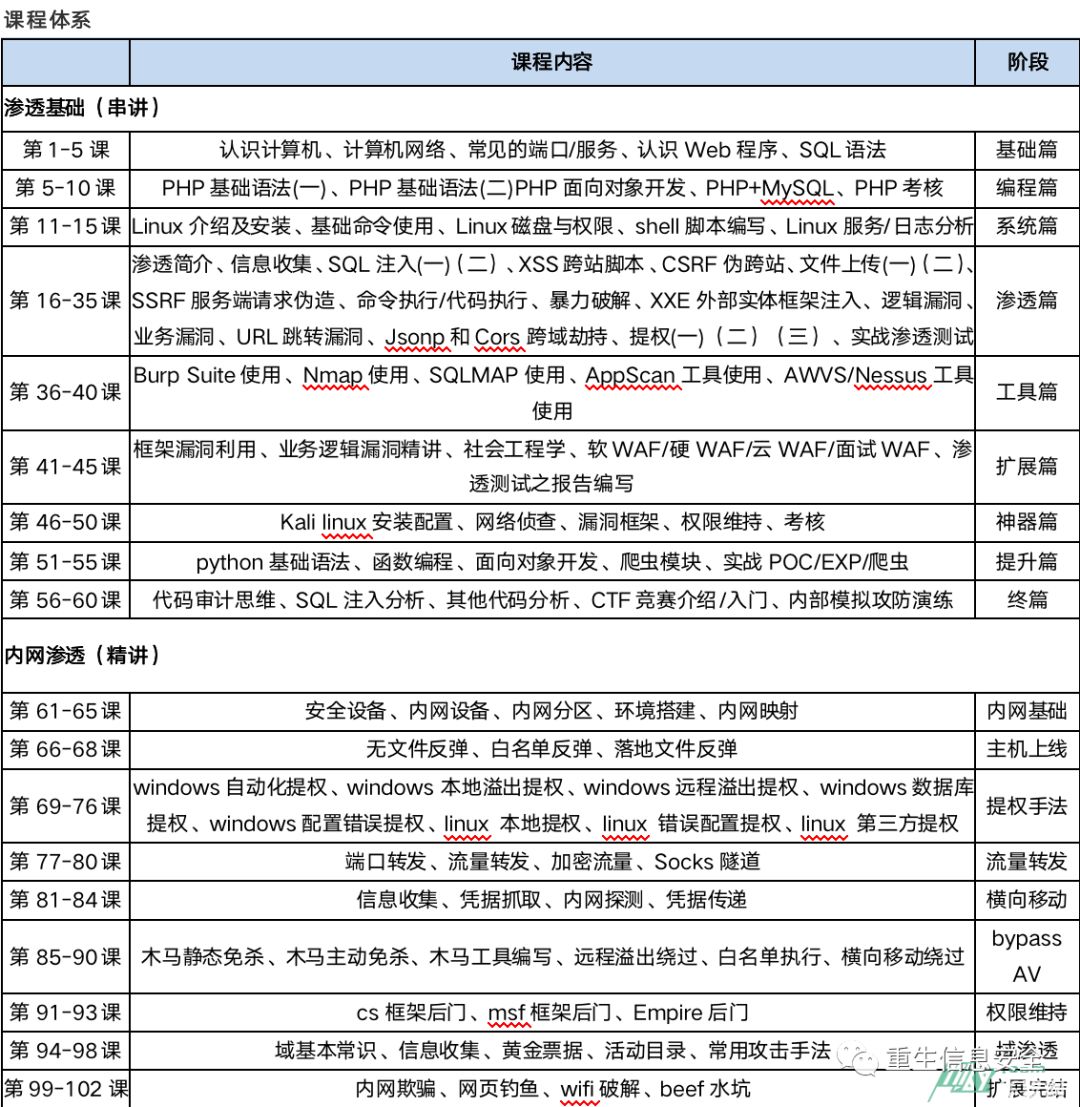 课程体系
课程内容 阶段
渗透基础（串讲）
第 1-5 课 认识计算机、计算机网络、常见的端口/服务、认识 Web 程序、SQL 语法 基础篇
第 5-10 课 PHP 基础语法(一)、PHP 基础语法(二)PHP 面向对象开发、PHP+MySQL、PHP 考核 编程篇
第 11-15 课 Linux 介绍及安装、基础命令使用、Linux 磁盘与权限、shell 脚本编写、Linux 服务/日志分析 系统篇
渗透简介、信息收集、SQL 注入(一)（二）、XSS 跨站脚本、CSRF 伪跨站、文件上传(一)（二）、
第 16-35 课 SSRF 服务端请求伪造、命令执行/代码执行、暴力破解、XXE 外部实体框架注入、逻辑漏洞、 渗透篇
业务漏洞、URL 跳转漏洞、Jsonp 和 Cors 跨域劫持、提权(一)（二）（三）、实战渗透测试
第 36-40 课 Burp Suite 使用、Nmap 使用、SQLMAP 使用、AppScan 工具使用、AWVS/Nessus 工具 工具篇
使用
第 41-45 课 框架漏洞利用、业务逻辑漏洞精讲、社会工程学、软 WAF/硬 WAF/云 WAF/面试 WAF、渗 扩展篇
透测试之报告编写
第 46-50 课 Kali linux 安装配置、网络侦查、漏洞框架、权限维持、考核 神器篇
第 51-55 课 python 基础语法、函数编程、面向对象开发、爬虫模块、实战 POC/EXP/爬虫 提升篇
第 56-60 课 代码审计思维、SQL 注入分析、其他代码分析、CTF 竞赛介绍/入门、内部模拟攻防演练 终篇
内网渗透（精讲）
第 61-65 课 安全设备、内网设备、内网分区、环境搭建、内网映射 内网基础
第 66-68 课 无文件反弹、白名单反弹、落地文件反弹 主机上线
第 69-76 课 windows 自动化提权、windows 本地溢出提权、windows 远程溢出提权、windows 数据库 提权手法
提权、windows 配置错误提权、linux 本地提权、linux 错误配置提权、linux 第三方提权
第 77-80 课 端口转发、流量转发、加密流量、Socks 隧道 流量转发
第 81-84 课 信息收集、凭据抓取、内网探测、凭据传递 横向移动
第 85-90 课 木马静态免杀、木马主动免杀、木马工具编写、远程溢出绕过、白名单执行、横向移动绕过 bypass
AV
第 91-93 课 cs 框架后门、msf 框架后门、Empire 后门 权限维持
第 94-98 课 域基本常识、信息收集、黄金票据、活动目录、常用攻击手法 域渗透
重生信息安全
第 99-102 课 内网欺骗、网页钓鱼、wifi 破解、beef 水坑 扩展完结